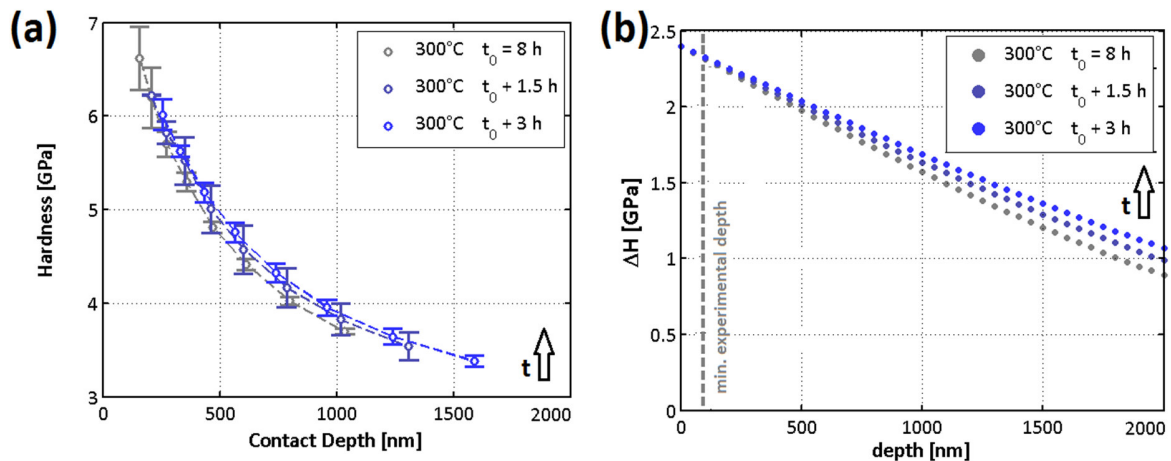 (a)
7
6
5
4
3
Hardness [GPa]
0 500 1000 1500 2000
Contact Depth [nm]
300°C t0 = 8 h
300°C t0 + 1.5 h
300°C t0 + 3 h
t
(b)
2.5
2
1.5
1
0.5
0
ΔH [GPa]
0 500 1000 1500 2000
depth [nm]
min. experimental depth
300°C t0 = 8 h
300°C t0 + 1.5 h
300°C t0 + 3 h
t